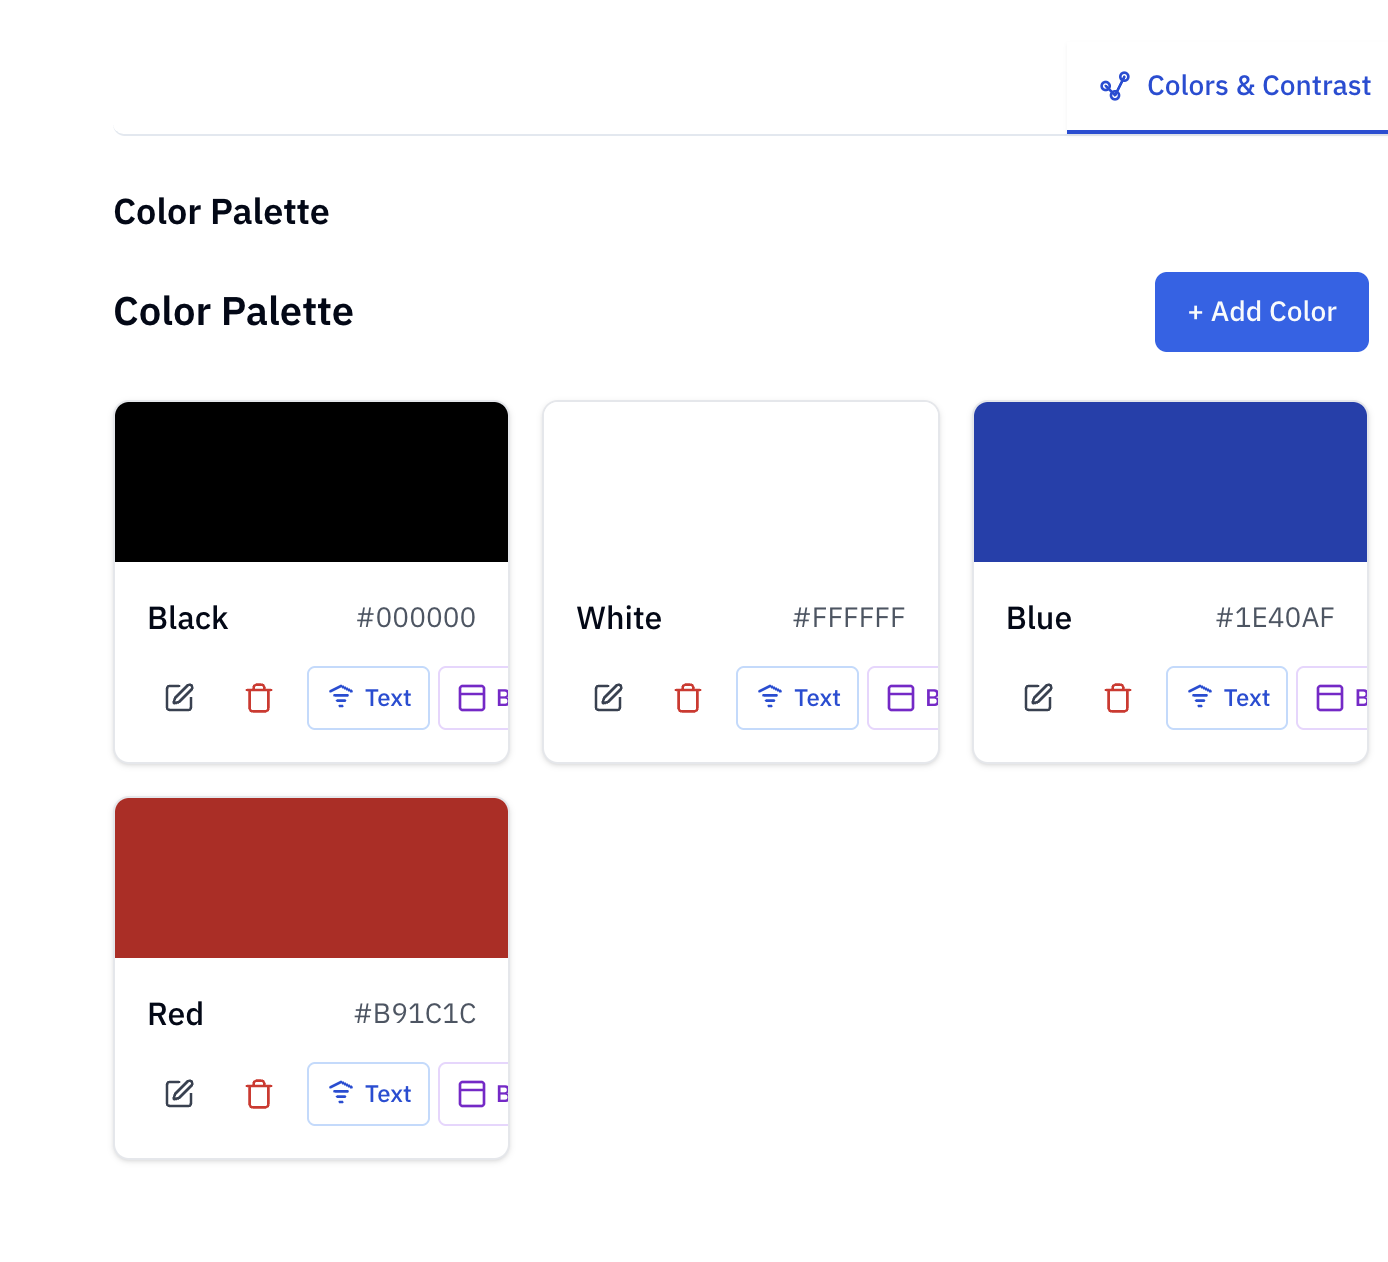 Colors & Contrast
Color Palette
Color Palette
+ Add Color
Black #000000
White #FFFFFF
Blue #1E40AF
Text B
Text B
Text B
Red #B91C1C
Text B